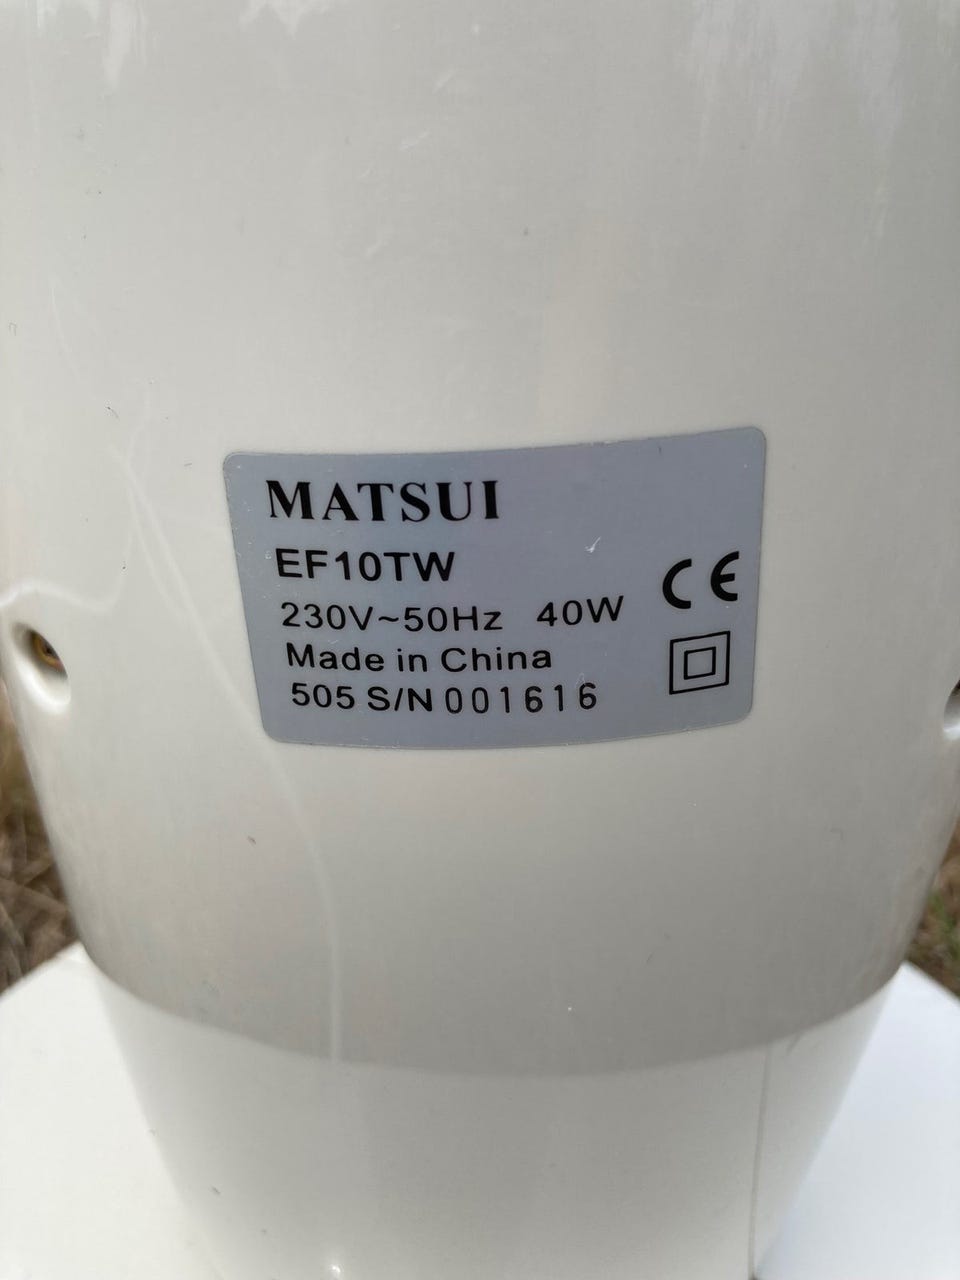 MATSUI
EF10TW
230V~50Hz 40W
CE
Made in China
505 S/N 001616